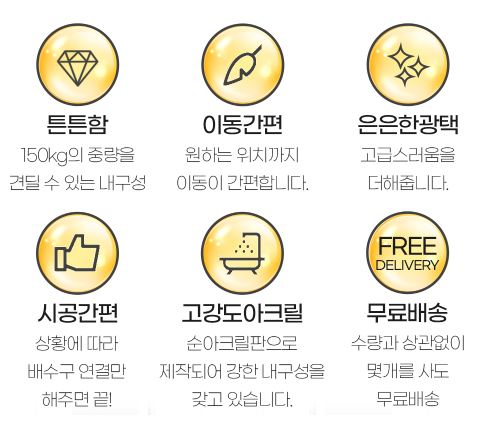 튼튼함
150kg의 중량을
견딜 수 있는 내구성
이동간편
원하는 위치까지
이동이 간편합니다.
은은한광택
고급스러움을
더해줍니다.
시공간편
상황에 따라
배수구 연결만
해주면 끝!
고강도아크릴
순아크릴판으로
제작되어 강한 내구성을
갖고 있습니다.
FREE
DELIVERY
무료배송
수량과 상관없이
몇개를 사도
무료배송